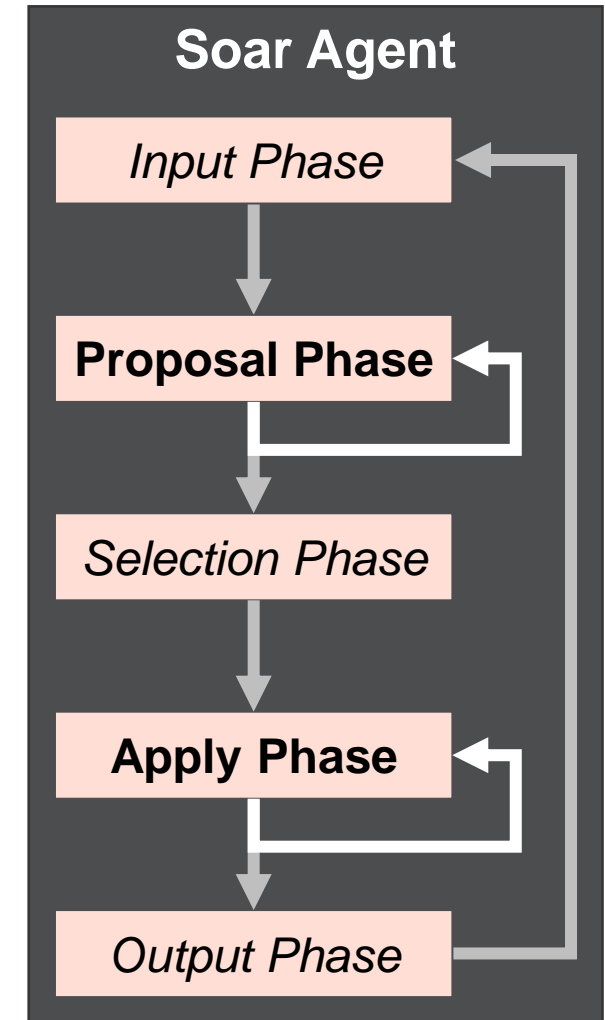 Soar Agent
Input Phase
Proposal Phase
Selection Phase
Apply Phase
Output Phase